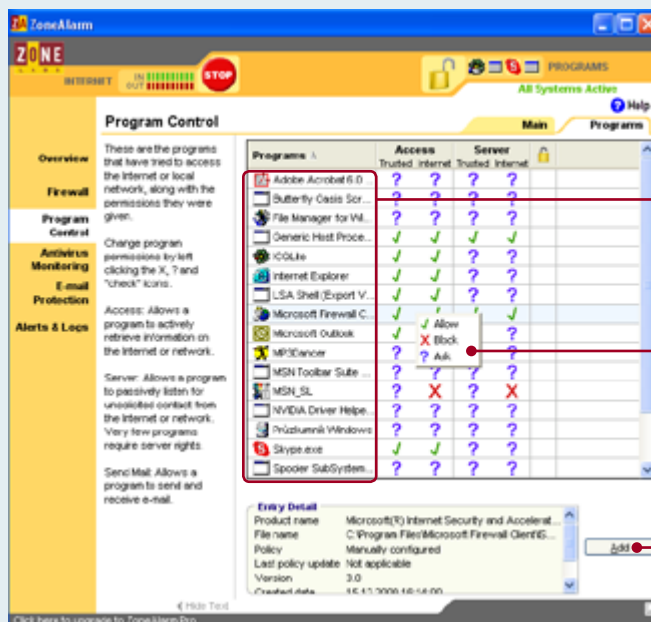 ZoneAlarm
ZONE
LABS
INTERNET
IN
OUT
STOP
PROGRAMS
All Systems Active
Help
Main
Programs
Overview
Firewall
Program
Control
Antivirus
Monitoring
E-mail
Protection
Alerts & Logs
Program Control
These are the programs
that have tried to access
the Internet or local
network, along with the
permissions they were
given.
Change program
permissions by left
clicking the X, ? and
"check" icons.
Access: Allows a
program to actively
retrieve information on
the Internet or network.
Server: Allows a program
to passively listen for
unsolicited contact from
the Internet or network.
Very few programs
require server rights.
Send Mail: Allows a
program to send and
receive e-mail.
Hide Text
Programs Access Server
Trusted Internet Trusted Internet
Adobe Acrobat 6.0 ... ? ? ? ?
Butterfly Oasis Scr... ? ? ? ?
File Manager for Wi... ? ? ? ?
Generic Host Proce... √ √ √ √
ICQLite √ √ ? ?
Internet Explorer √ √ ? ?
LSA Shell (Export V... √ √ ? ?
Microsoft Firewall C... √ √ √ √
Microsoft Outlook √ ?
MP3Dancer ? ?
MSN Toolbar Suite ... ? ? ? ?
MSN_SL ? X ? X
NVIDIA Driver Helpe... ? ? ? ?
Průzkumník Windows ? ? ? ?
Skype.exe √ √ ? ?
Spooler SubSystem... ? ? ? ?
√ Allow
X Block
? Ask
Entry Detail
Product name Microsoft(R) Internet Security and Accelerat...
File name C:\Program Files\Microsoft Firewall Client\IS...
Policy Manually configured
Last policy update Not applicable
Version 3.0
Created date
Add
Click here to upgrade to ZoneAlarm Pro